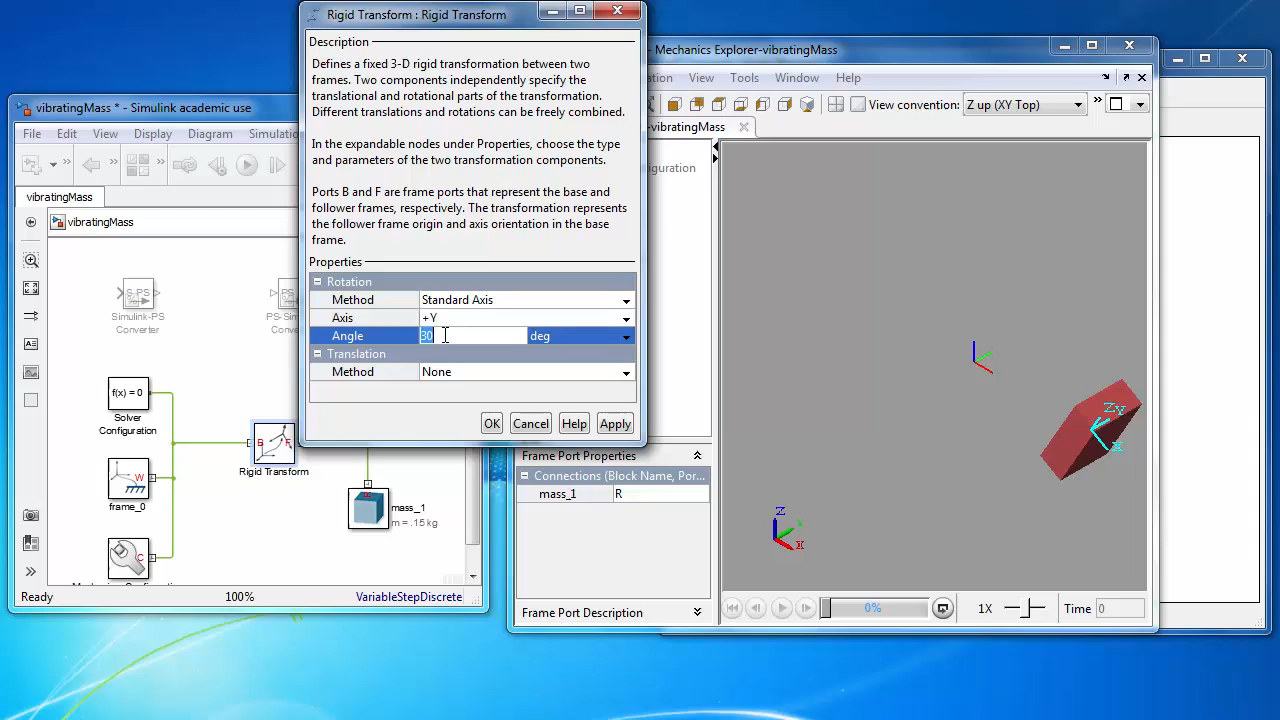 Rigid Transform : Rigid Transform
Description
Defines a fixed 3-D rigid transformation between two
frames. Two components independently specify the
translational and rotational parts of the transformation.
Different translations and rotations can be freely combined.
In the expandable nodes under Properties, choose the type
and parameters of the two transformation components.
Ports B and F are frame ports that represent the base and
follower frames, respectively. The transformation represents
the follower frame origin and axis orientation in the base
frame.
Properties
Rotation
Method Standard Axis
Axis +Y
Angle 30 deg
Translation
Method None
OK Cancel Help Apply
vibratingMass * - Simulink academic use
File Edit View Display Diagram Simulation
vibratingMass
vibratingMass
S-PS
Simulink-PS
Converter
f(x) = 0
Solver
Configuration
W
frame_0
C
B F
Rigid Transform
mass_1
m = .15 kg
Ready 100% VariableStepDiscrete
Mechanics Explorer-vibratingMass
View Tools Window Help
View convention: Z up (XY Top)
-vibratingMass
Frame Port Properties
Connections (Block Name, Por...
mass_1 R
Frame Port Description
Zy
x
Z
x
0% 1X Time 0